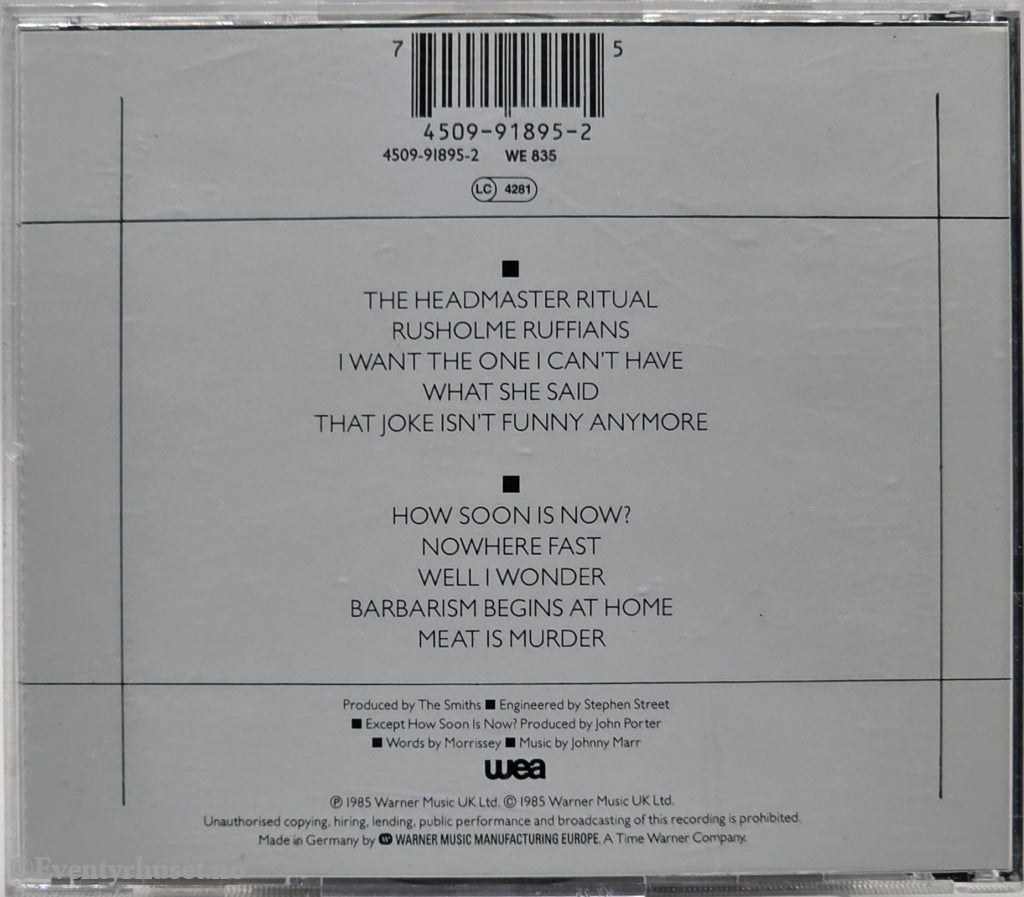 7 5
4509-91895-2
4509-91895-2 WE 835
LC 4281
■
THE HEADMASTER RITUAL
RUSHOLME RUFFIANS
I WANT THE ONE I CAN'T HAVE
WHAT SHE SAID
THAT JOKE ISN'T FUNNY ANYMORE
■
HOW SOON IS NOW?
NOWHERE FAST
WELL I WONDER
BARBARISM BEGINS AT HOME
MEAT IS MURDER
Produced by The Smiths ■ Engineered by Stephen Street
■ Except How Soon Is Now? Produced by John Porter
■ Words by Morrissey ■ Music by Johnny Marr
wea
Ⓟ 1985 Warner Music UK Ltd. © 1985 Warner Music UK Ltd.
Unauthorised copying, hiring, lending, public performance and broadcasting of this recording is prohibited.
Made in Germany by WARNER MUSIC MANUFACTURING EUROPE. A Time Warner Company.
©Eventyrhuset.no